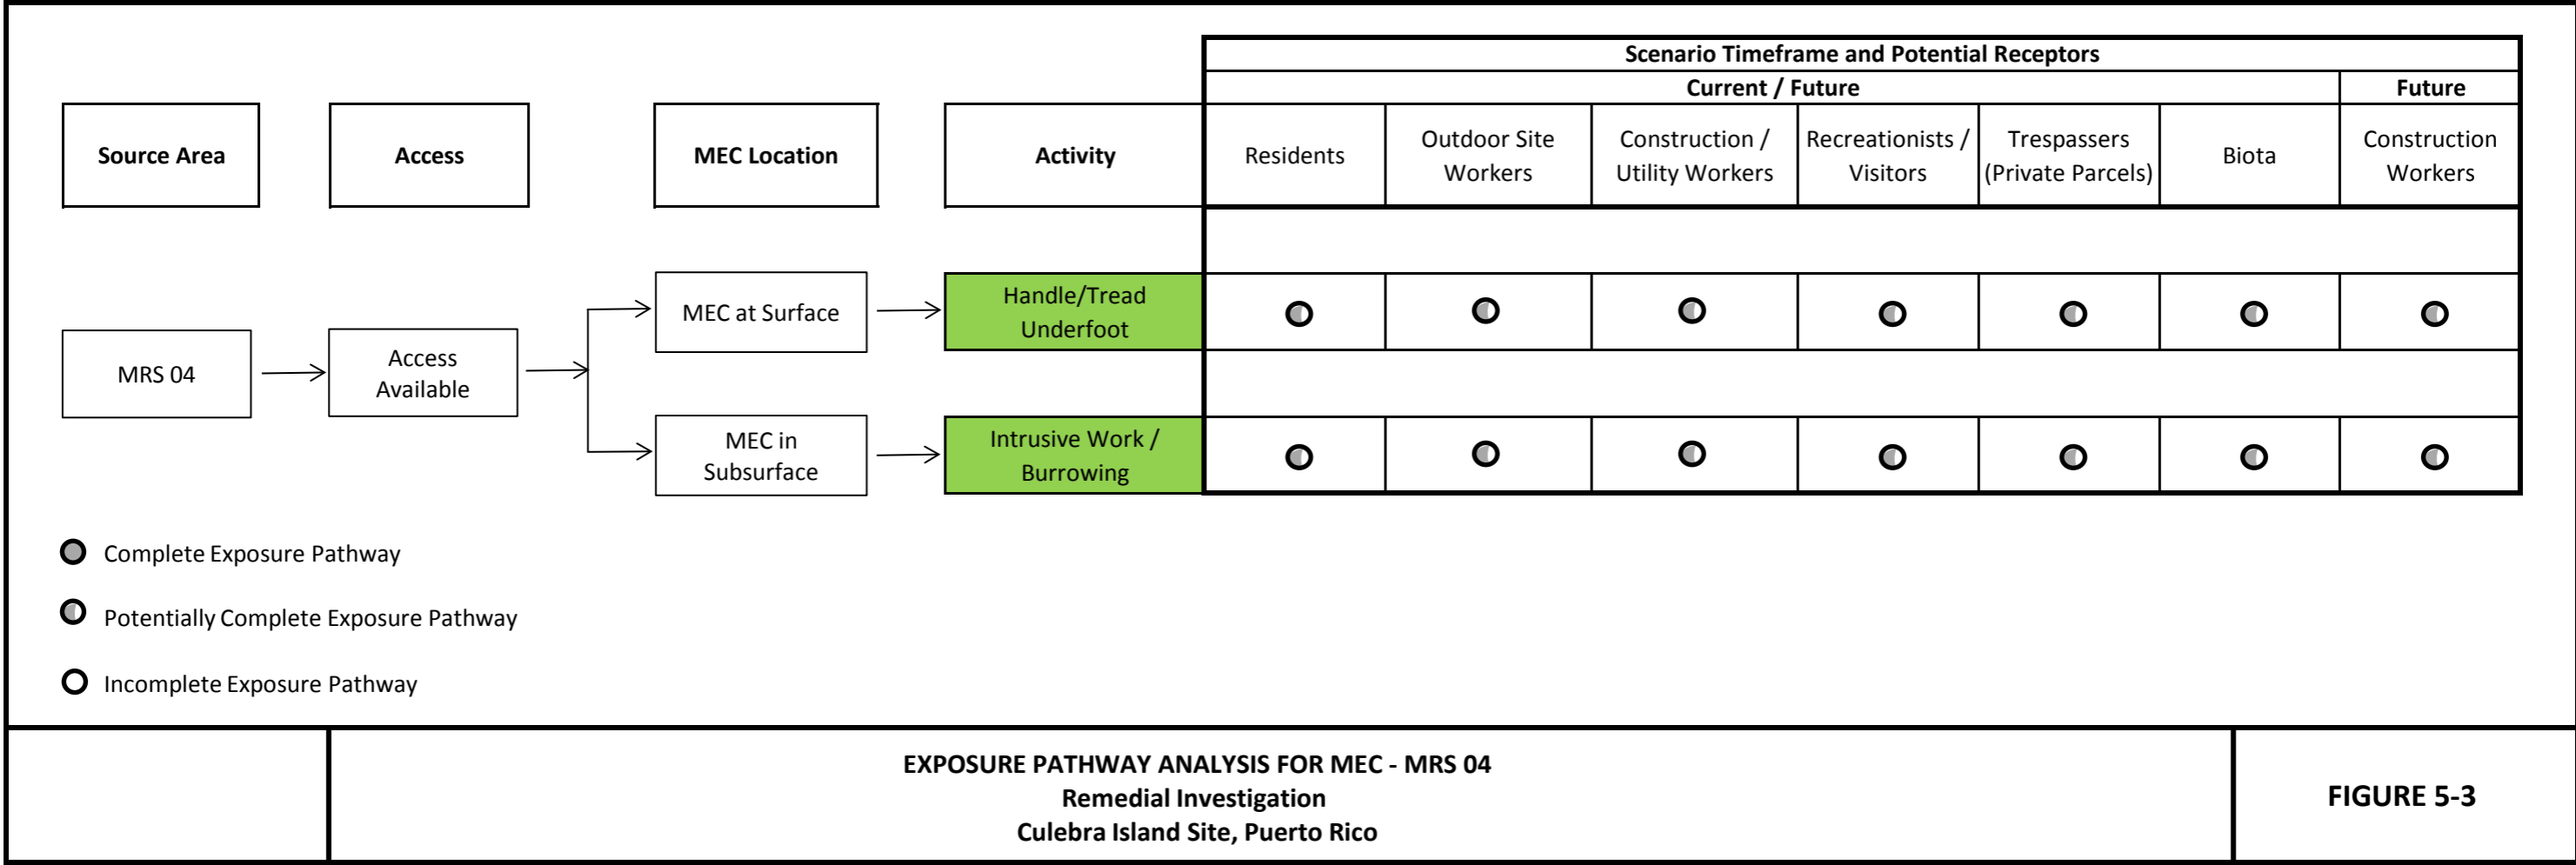 Scenario Timeframe and Potential Receptors
Current / Future
Future
Source Area
Access
MEC Location
Activity
Residents
Outdoor Site
Workers
Construction /
Utility Workers
Recreationists /
Visitors
Trespassers
(Private Parcels)
Biota
Construction
Workers
MRS 04
Access
Available
MEC at Surface
Handle/Tread
Underfoot
MEC in
Subsurface
Intrusive Work /
Burrowing
Complete Exposure Pathway
Potentially Complete Exposure Pathway
Incomplete Exposure Pathway
EXPOSURE PATHWAY ANALYSIS FOR MEC - MRS 04
Remedial Investigation
Culebra Island Site, Puerto Rico
FIGURE 5-3